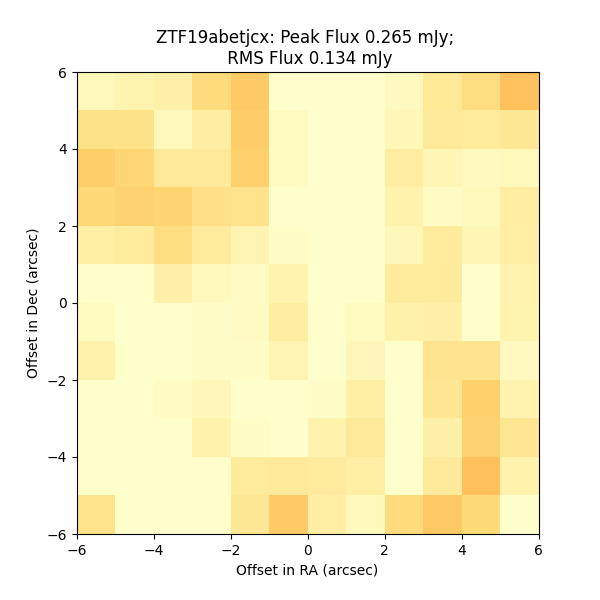 ZTF19abetjcx: Peak Flux 0.265 mJy;
RMS Flux 0.134 mJy
6
4
2
0
−2
−4
−6
Offset in Dec (arcsec)
−6 −4 −2 0 2 4 6
Offset in RA (arcsec)